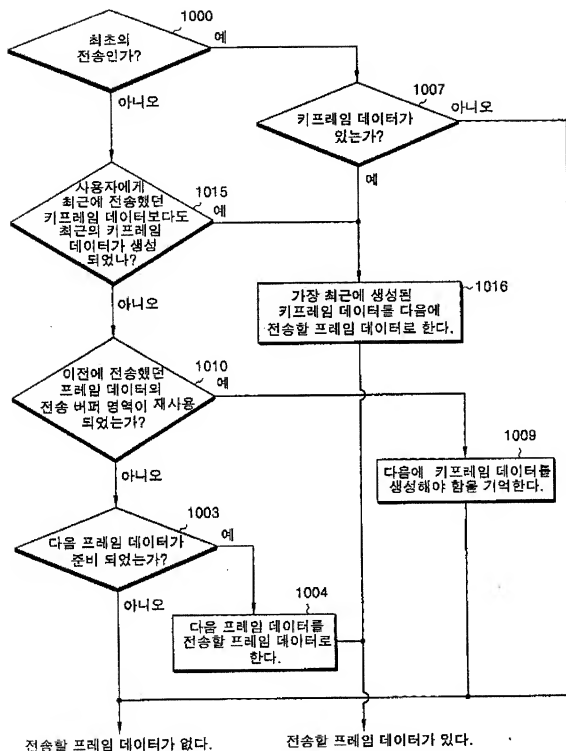 1000
최초의
전송인가?
예
아니오
1007
키프레임 데이터가
있는가?
아니오
예
1015
사용자에게
최근에 전송했던
키프레임 데이터보다도
최근의 키프레임
데이터가 생성
되었나?
예
아니오
1016
가장 최근에 생성된
키프레임 데이터를 다음에
전송할 프레임 데이터로 한다.
1010
이전에 전송했던
프레임 데이터의
전송 버퍼 영역이 재사용
되었는가?
예
아니오
1009
다음에 키프레임 데이터를
생성해야 함을 기억한다.
1003
다음 프레임 데이터가
준비 되었는가?
예
아니오
1004
다음 프레임 데이터를
전송할 프레임 데이터로
한다.
전송할 프레임 데이터가 없다.
전송할 프레임 데이터가 있다.